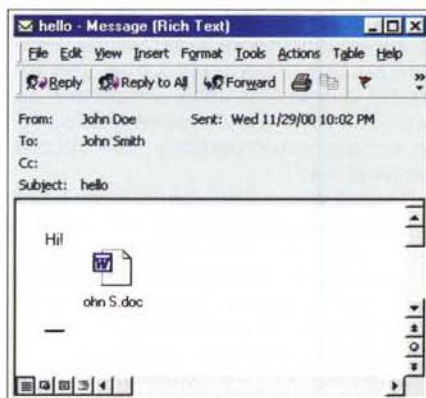 hello - Message (Rich Text)
File Edit View Insert Format Tools Actions Table Help
Reply Reply to All Forward
From: John Doe Sent: Wed 11/29/00 10:02 PM
To: John Smith
Cc:
Subject: hello
Hi!
W
ohn S.doc